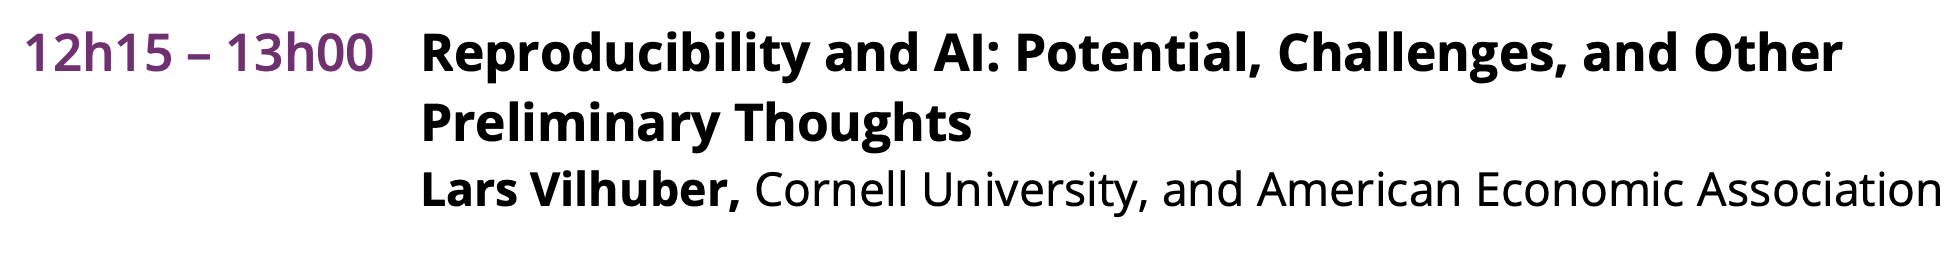 12h15 – 13h00 Reproducibility and AI: Potential, Challenges, and Other
Preliminary Thoughts
Lars Vilhuber, Cornell University, and American Economic Association